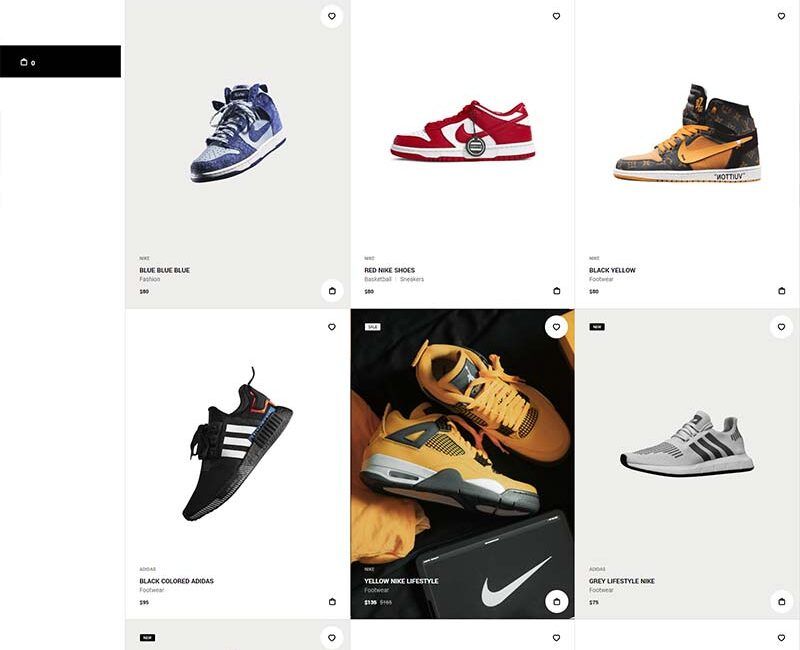 0
NIKE
BLUE BLUE BLUE
Fashion
$80
NIKE
RED NIKE SHOES
Basketball | Sneakers
$80
"VUITTON"
NIKE
BLACK YELLOW
Footwear
$80
ADIDAS
BLACK COLORED ADIDAS
Footwear
$95
SALE
NIKE
YELLOW NIKE LIFESTYLE
Footwear
$136 $165
NEW
ADIDAS
GREY LIFESTYLE NIKE
Footwear
$75
NEW